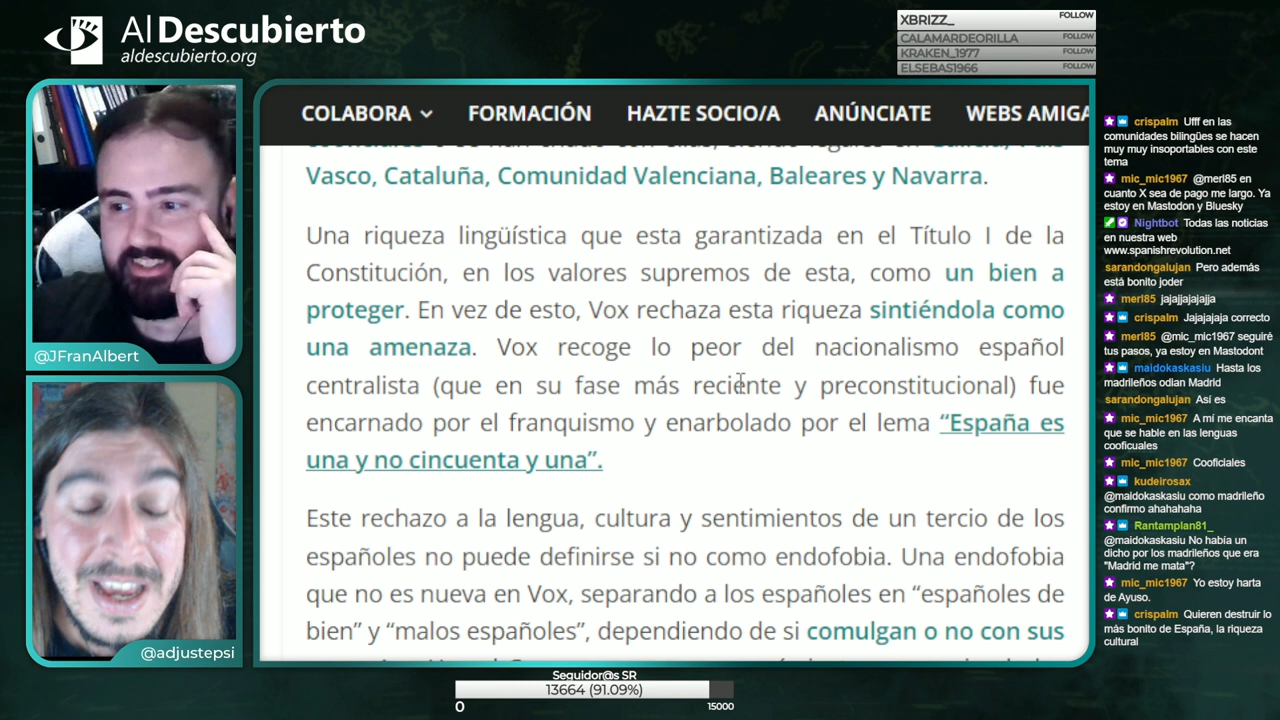 Al Descubierto
aldescubierto.org
XBRIZZ_ FOLLOW
CALAMARDEORILLA FOLLOW
KRAKEN_1977 FOLLOW
ELSEBAS1966 FOLLOW
COLABORA FORMACIÓN HAZTE SOCIO/A ANÚNCIATE WEBS AMIGA
Vasco, Cataluña, Comunidad Valenciana, Baleares y Navarra.
Una riqueza lingüística que esta garantizada en el Título I de la
Constitución, en los valores supremos de esta, como un bien a
proteger. En vez de esto, Vox rechaza esta riqueza sintiéndola como
una amenaza. Vox recoge lo peor del nacionalismo español
centralista (que en su fase más reciente y preconstitucional) fue
encarnado por el franquismo y enarbolado por el lema “España es
una y no cincuenta y una”.
Este rechazo a la lengua, cultura y sentimientos de un tercio de los
españoles no puede definirse si no como endofobia. Una endofobia
que no es nueva en Vox, separando a los españoles en “españoles de
bien” y “malos españoles”, dependiendo de si comulgan o no con sus
@JFranAlbert
@adjustepsi
crispalm Ufff en las
comunidades bilingües se hacen
muy muy insoportables con este
tema
mic_mic1967 @merl85 en
cuanto X sea de pago me largo. Ya
estoy en Mastodon y Bluesky
Nightbot Todas las noticias
en nuestra web
www.spanishrevolution.net
sarandongalujan Pero además
está bonito joder
merl85 jajajjajajajja
crispalm Jajajajaja correcto
merl85 @mic_mic1967 seguiré
tus pasos, ya estoy en Mastodont
maidokaskasiu Hasta los
madrileños odian Madrid
sarandongalujan Así es
mic_mic1967 A mí me encanta
que se hable en las lenguas
cooficuales
mic_mic1967 Cooficiales
kudeirosax
@maidokaskasiu como madrileño
confirmo ahahahaha
Rantamplan81_
@maidokaskasiu No había un
dicho por los madrileños que era
"Madrid me mata"?
mic_mic1967 Yo estoy harta
de Ayuso.
crispalm Quieren destruir lo
más bonito de España, la riqueza
cultural
Seguidor@s SR
13664 (91.09%)
0 15000